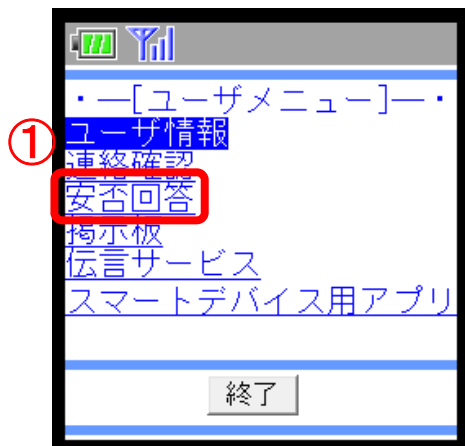 ・―[ユーザメニュー]―・
①
ユーザ情報
連絡確認
安否回答
掲示板
伝言サービス
スマートデバイス用アプリ
終了